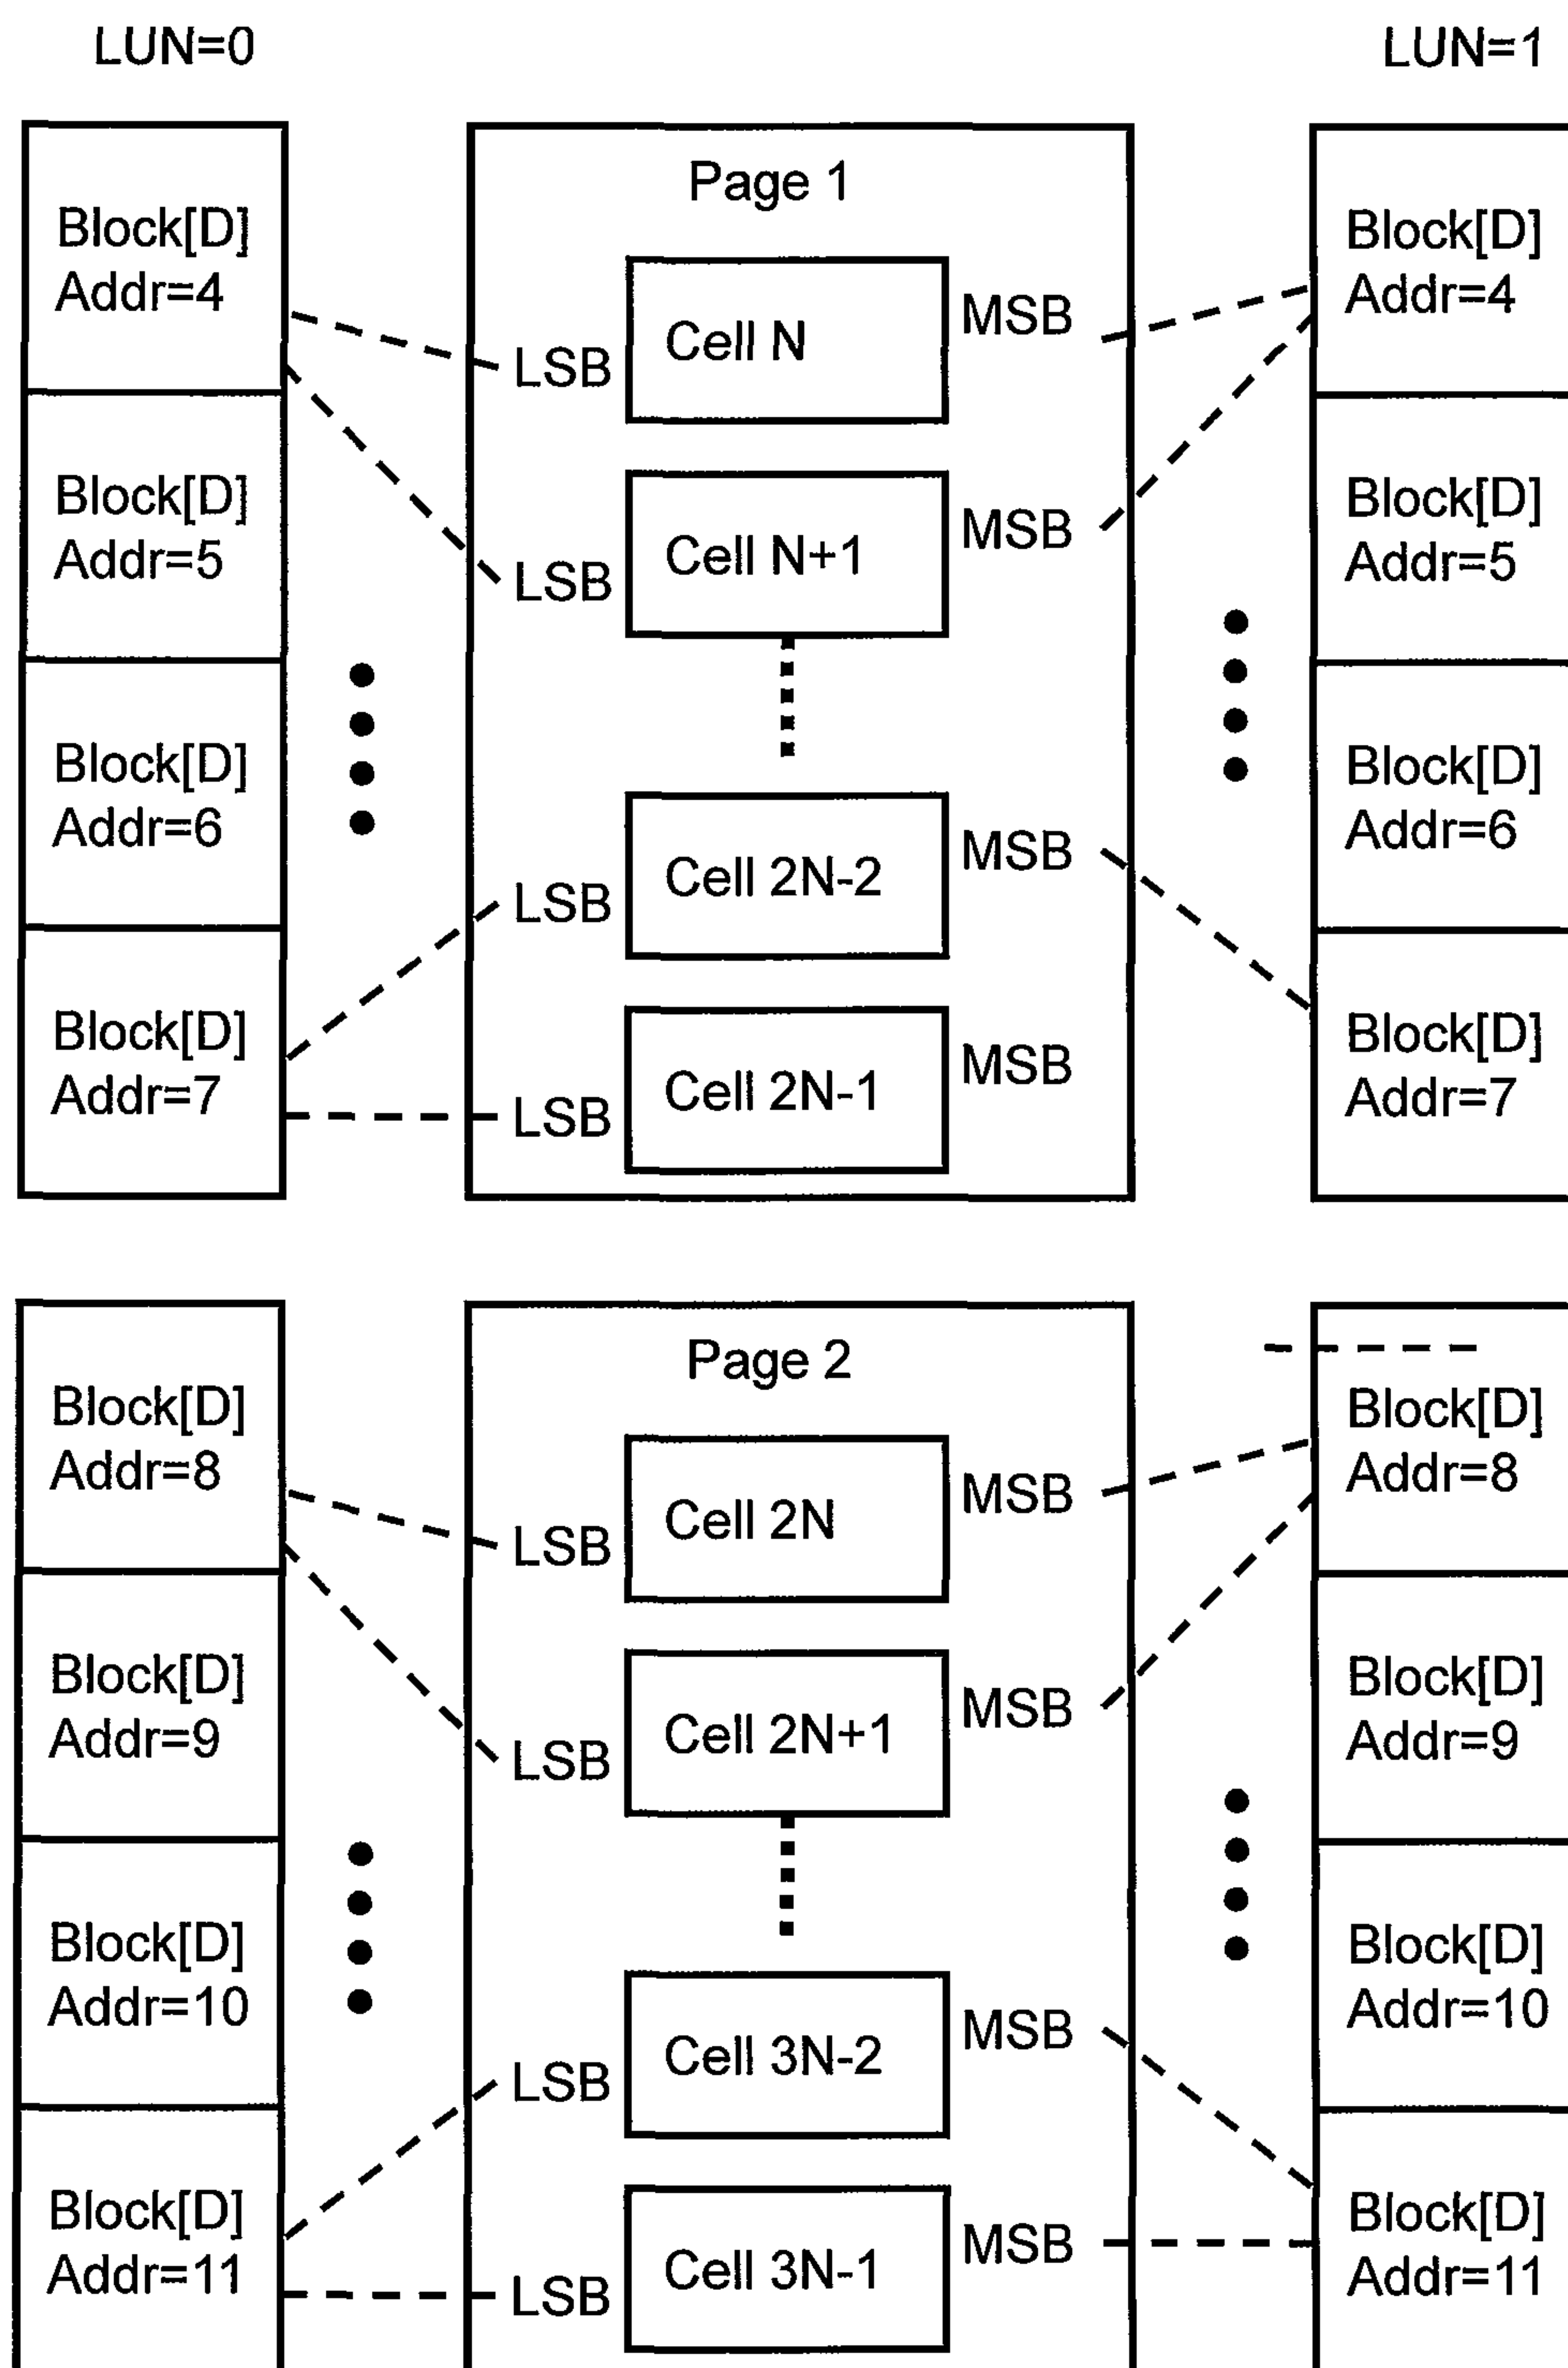 LUN=0
LUN=1
Block[D]
Addr=4
Block[D]
Addr=5
Block[D]
Addr=6
Block[D]
Addr=7
Page 1
LSB
Cell N
MSB
LSB
Cell N+1
MSB
LSB
Cell 2N-2
MSB
LSB
Cell 2N-1
MSB
Block[D]
Addr=4
Block[D]
Addr=5
Block[D]
Addr=6
Block[D]
Addr=7
Block[D]
Addr=8
Block[D]
Addr=9
Block[D]
Addr=10
Block[D]
Addr=11
Page 2
LSB
Cell 2N
MSB
LSB
Cell 2N+1
MSB
LSB
Cell 3N-2
MSB
LSB
Cell 3N-1
MSB
Block[D]
Addr=8
Block[D]
Addr=9
Block[D]
Addr=10
Block[D]
Addr=11